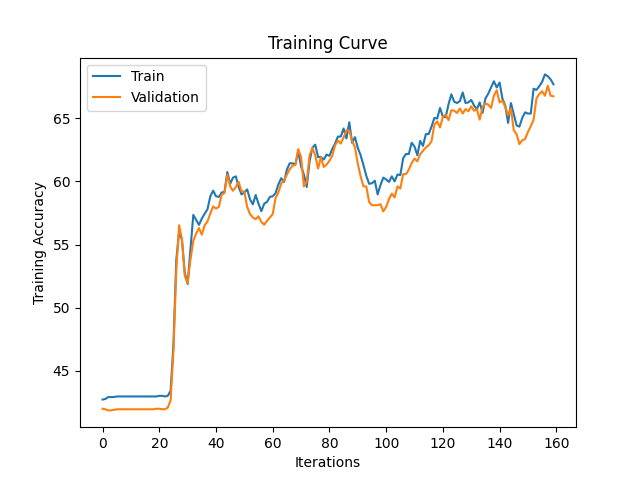 Training Curve
Train
Validation
65
60
55
50
45
Training Accuracy
0 20 40 60 80 100 120 140 160
Iterations